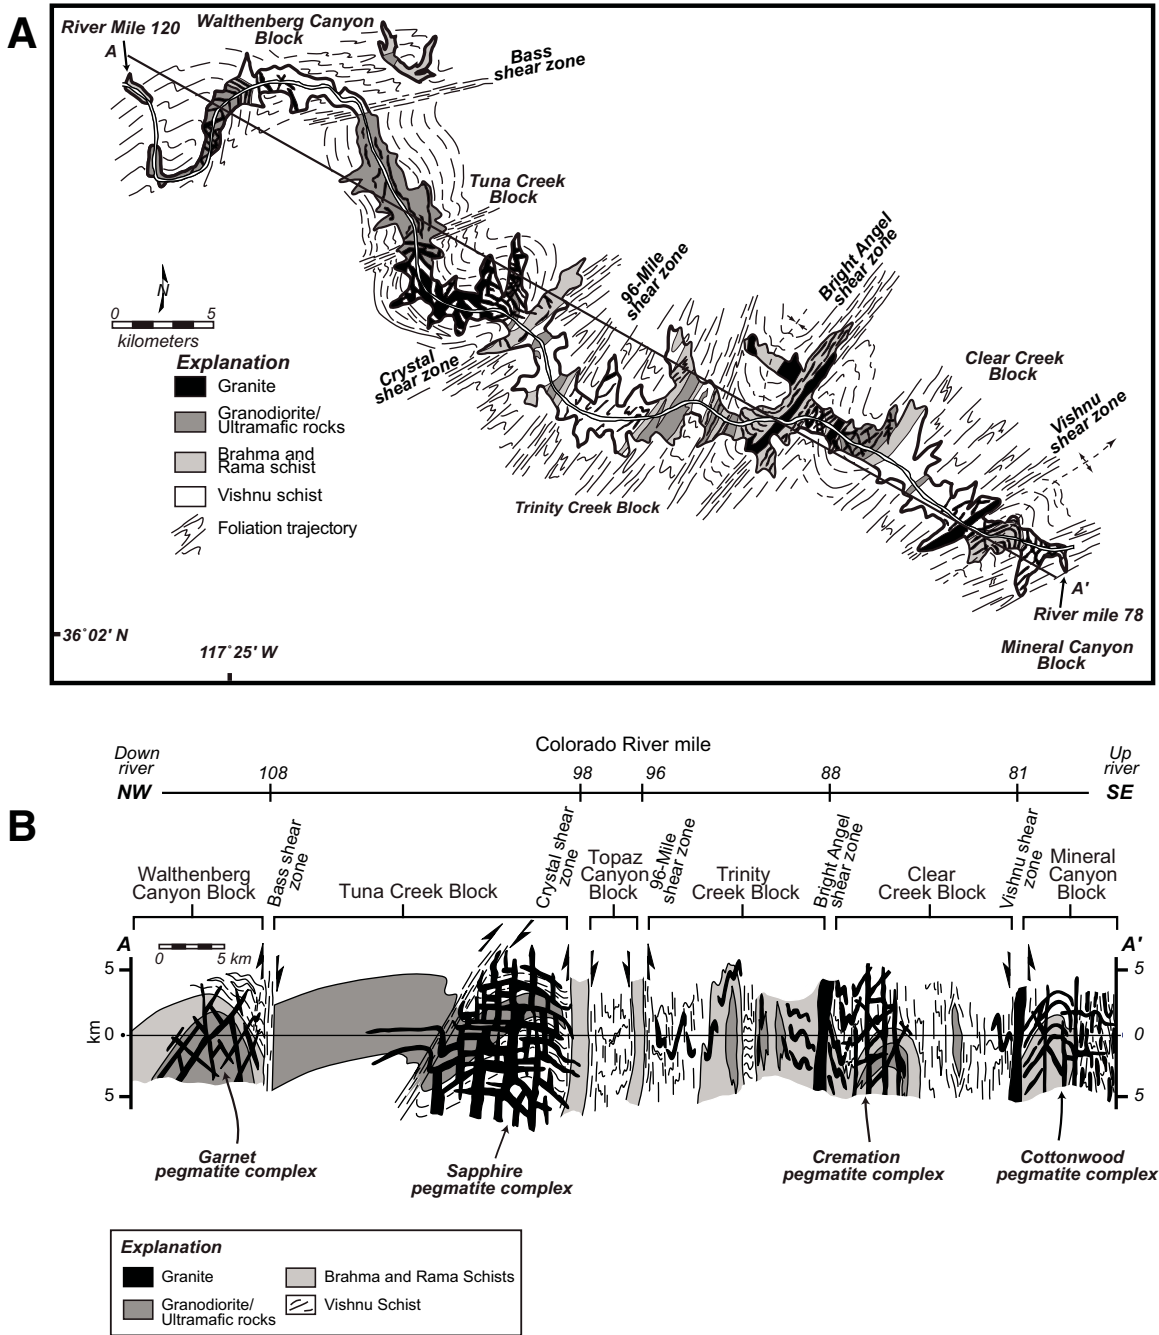 A
River Mile 120
A
Walthenberg Canyon
Block
Bass
shear zone
Tuna Creek
Block
96-Mile
shear zone
Bright Angel
shear zone
N
0 5
kilometers
Crystal
shear zone
Clear Creek
Block
Vishnu
shear zone
Explanation
Granite
Granodiorite/
Ultramafic rocks
Brahma and
Rama schist
Vishnu schist
Foliation trajectory
Trinity Creek Block
A'
River mile 78
Mineral Canyon
Block
36°02' N
117°25' W
B
Colorado River mile
Down
river
NW
108
98
96
88
81
Up
river
SE
Walthenberg
Canyon Block
Bass shear
zone
Tuna Creek Block
Crystal shear
zone
Topaz
Canyon
Block
96-Mile
shear zone
Trinity
Creek Block
Bright Angel
shear zone
Clear
Creek Block
Vishnu shear
zone
Mineral
Canyon
Block
A
A'
0 5 km
5
0
5
km
5
0
5
Garnet
pegmatite complex
Sapphire
pegmatite complex
Cremation
pegmatite complex
Cottonwood
pegmatite complex
Explanation
Granite
Granodiorite/
Ultramafic rocks
Brahma and Rama Schists
Vishnu Schist